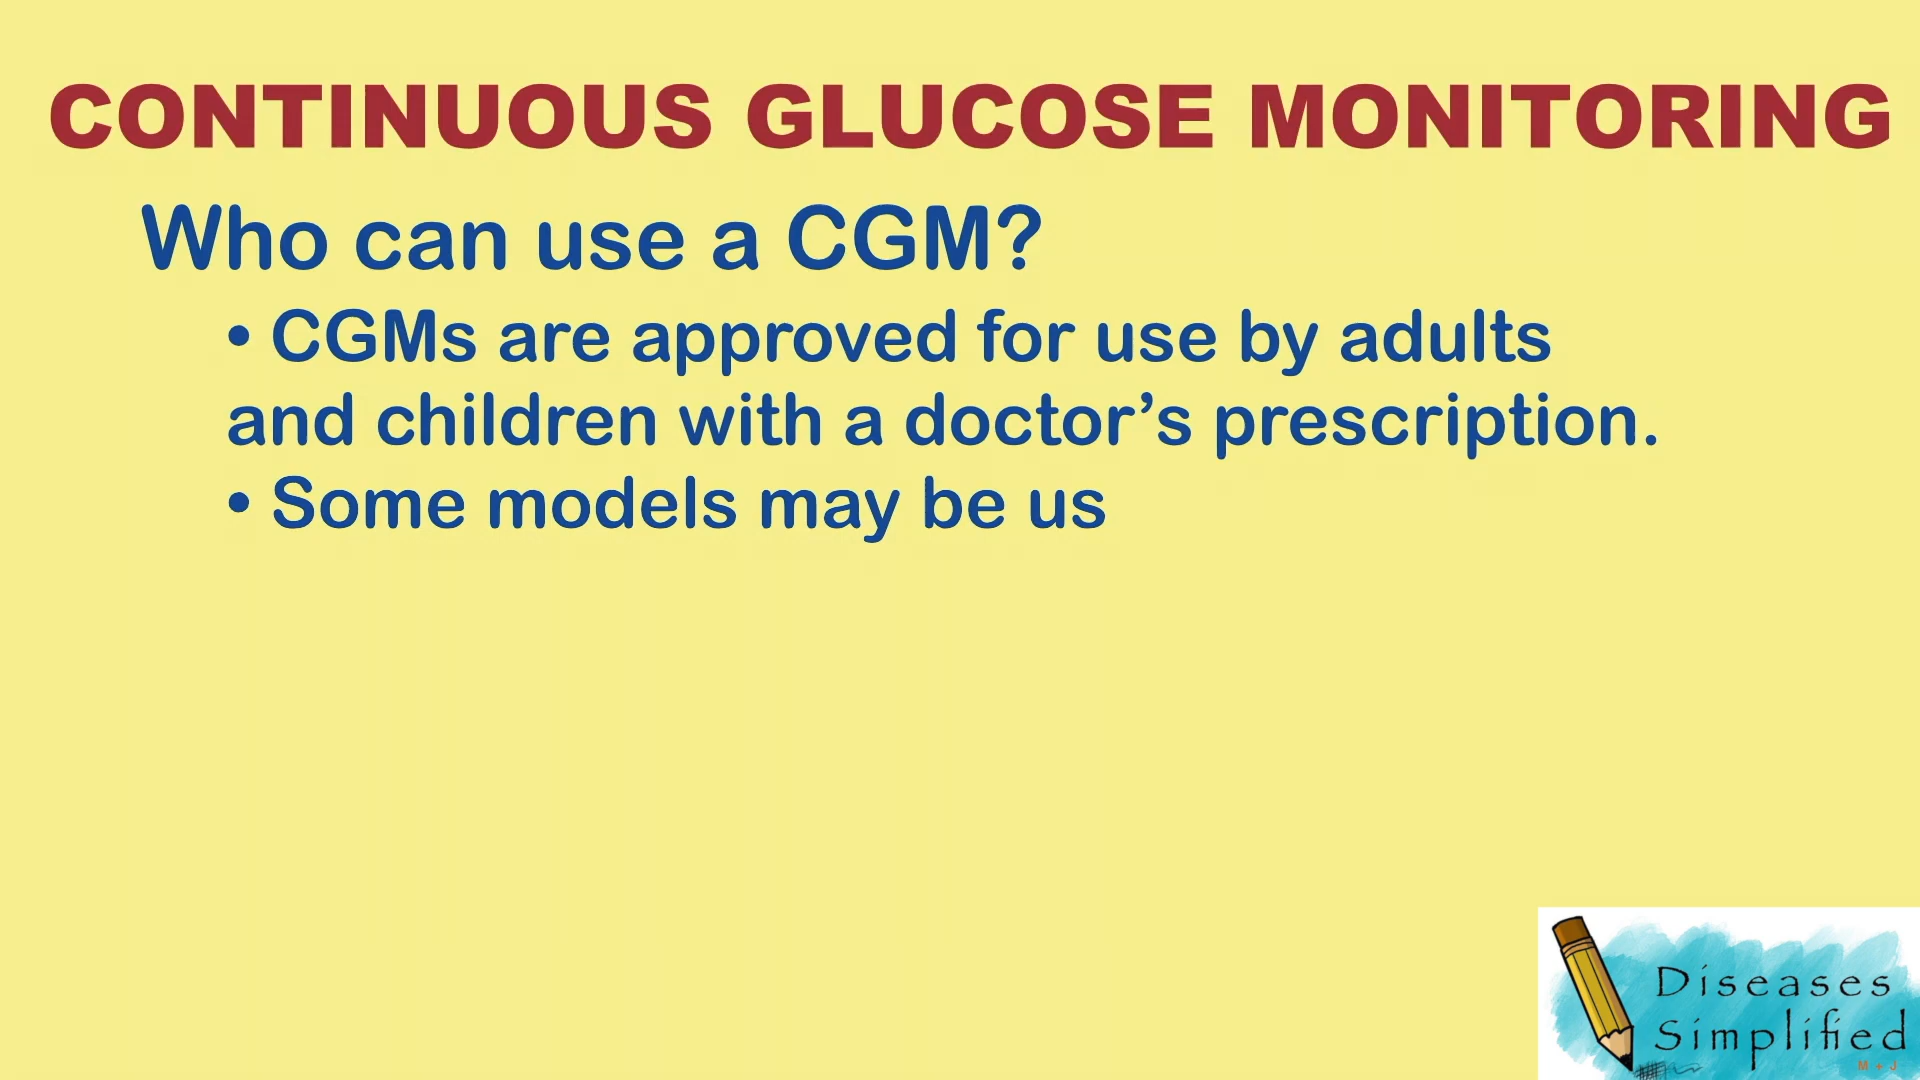 CONTINUOUS GLUCOSE MONITORING
Who can use a CGM?
• CGMs are approved for use by adults
and children with a doctor’s prescription.
• Some models may be us
Diseases
Simplified
M + J